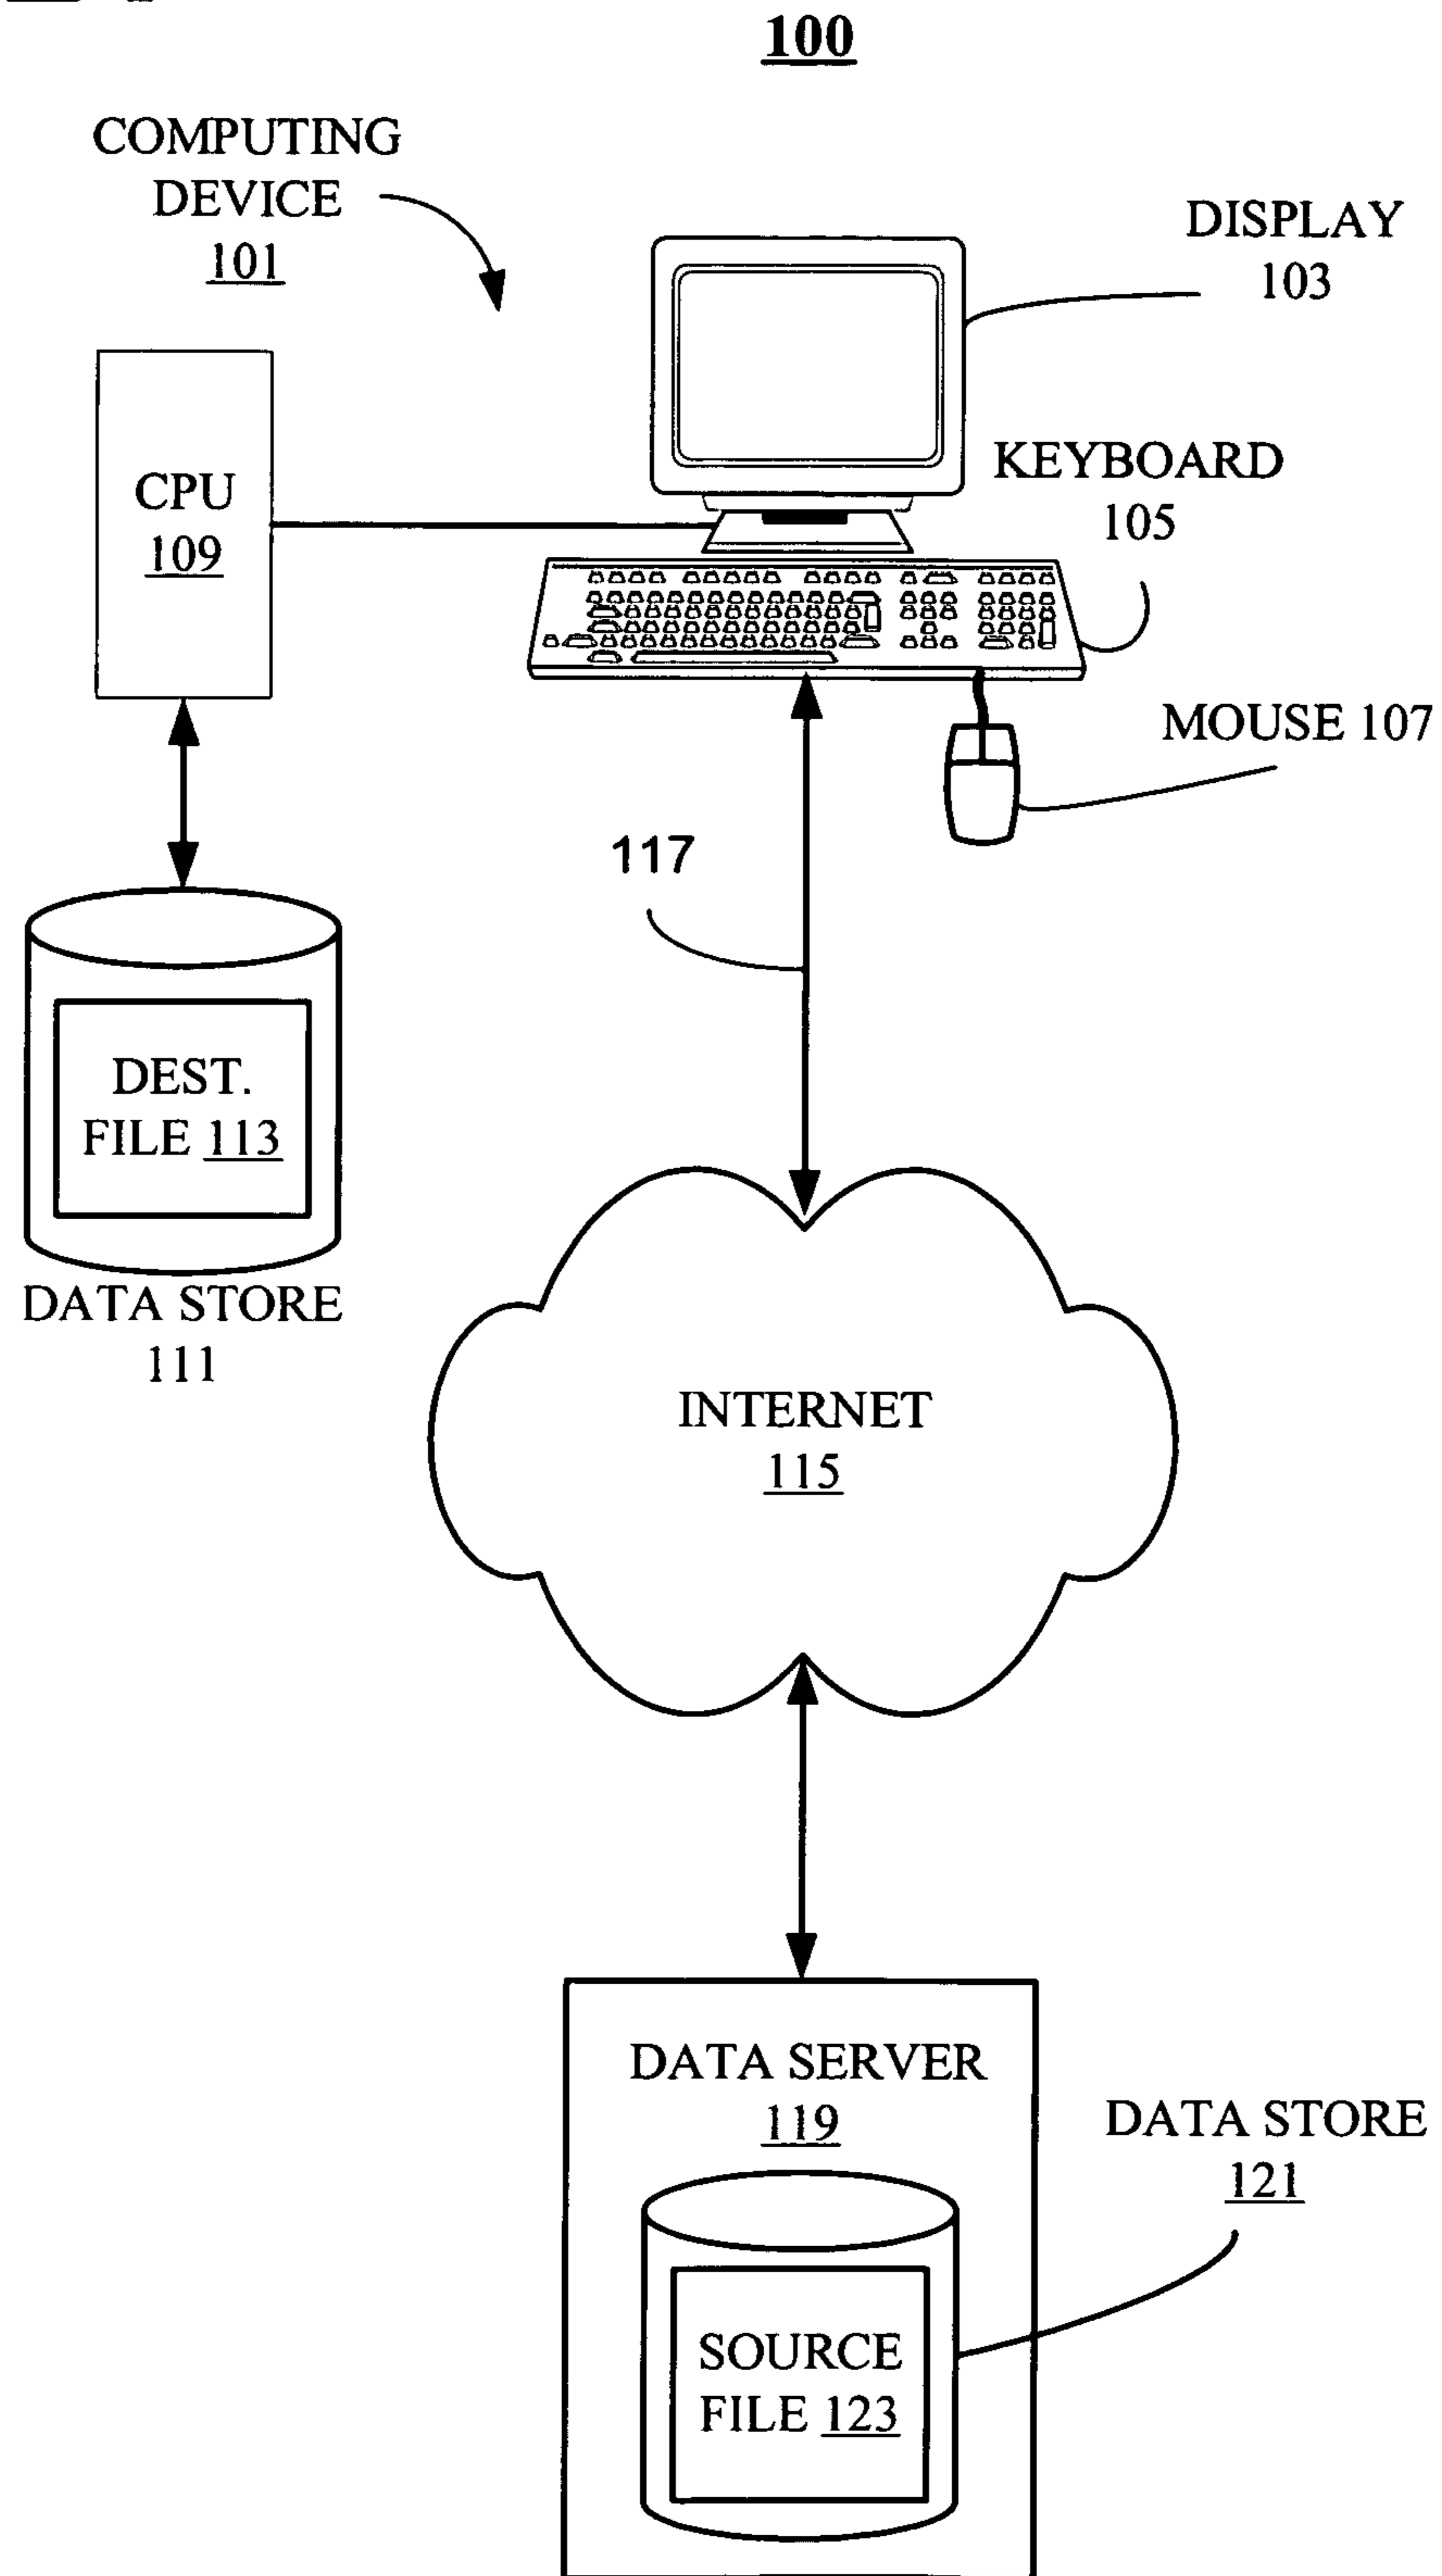 100
COMPUTING
DEVICE
101
DISPLAY
103
CPU
109
KEYBOARD
105
MOUSE 107
117
DEST.
FILE 113
DATA STORE
111
INTERNET
115
DATA SERVER
119
DATA STORE
121
SOURCE
FILE 123